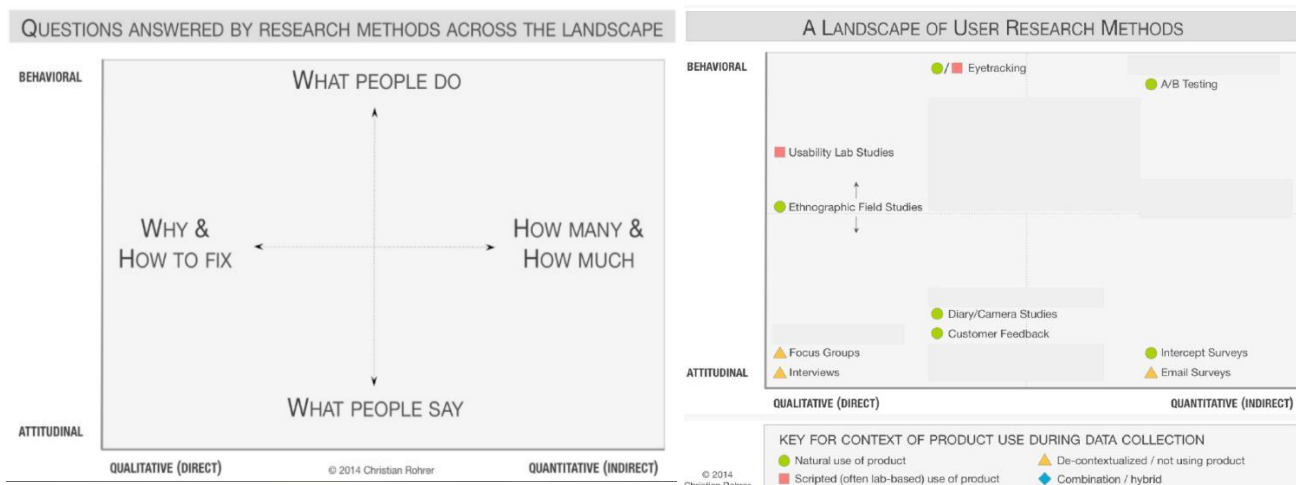 QUESTIONS ANSWERED BY RESEARCH METHODS ACROSS THE LANDSCAPE
BEHAVIORAL
WHAT PEOPLE DO
WHY &
HOW TO FIX
HOW MANY &
HOW MUCH
WHAT PEOPLE SAY
ATTITUDINAL
QUALITATIVE (DIRECT)
© 2014 Christian Rohrer
QUANTITATIVE (INDIRECT)
A LANDSCAPE OF USER RESEARCH METHODS
BEHAVIORAL
/ Eyetracking
A/B Testing
Usability Lab Studies
Ethnographic Field Studies
Diary/Camera Studies
Customer Feedback
Focus Groups
Intercept Surveys
Interviews
Email Surveys
ATTITUDINAL
QUALITATIVE (DIRECT)
QUANTITATIVE (INDIRECT)
KEY FOR CONTEXT OF PRODUCT USE DURING DATA COLLECTION
Natural use of product
De-contextualized / not using product
Scripted (often lab-based) use of product
Combination / hybrid
© 2014
Christian Rohrer